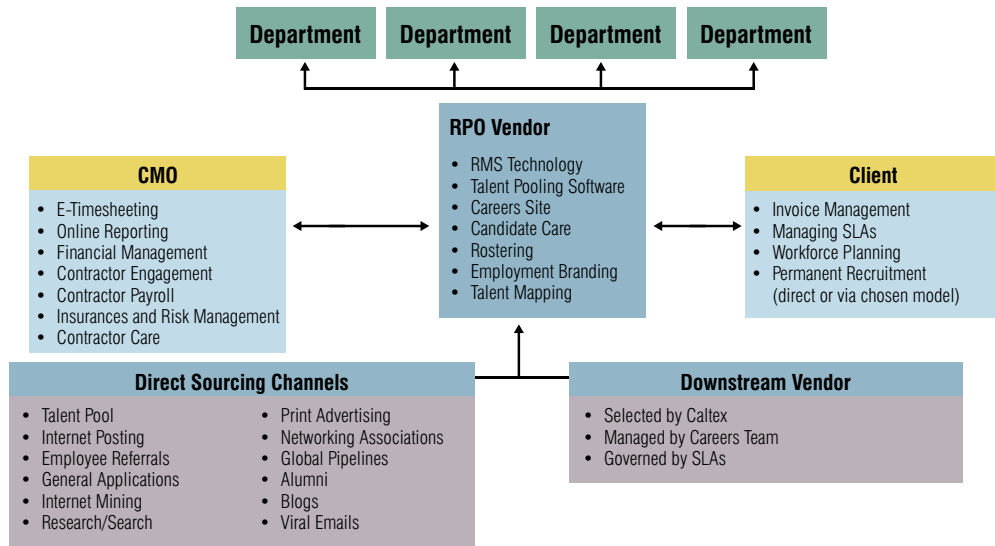 Department
Department
Department
Department
RPO Vendor
• RMS Technology
• Talent Pooling Software
• Careers Site
• Candidate Care
• Rostering
• Employment Branding
• Talent Mapping
CMO
• E-Timesheeting
• Online Reporting
• Financial Management
• Contractor Engagement
• Contractor Payroll
• Insurances and Risk Management
• Contractor Care
Client
• Invoice Management
• Managing SLAs
• Workforce Planning
• Permanent Recruitment
(direct or via chosen model)
Direct Sourcing Channels
• Talent Pool
• Internet Posting
• Employee Referrals
• General Applications
• Internet Mining
• Research/Search
• Print Advertising
• Networking Associations
• Global Pipelines
• Alumni
• Blogs
• Viral Emails
Downstream Vendor
• Selected by Caltex
• Managed by Careers Team
• Governed by SLAs